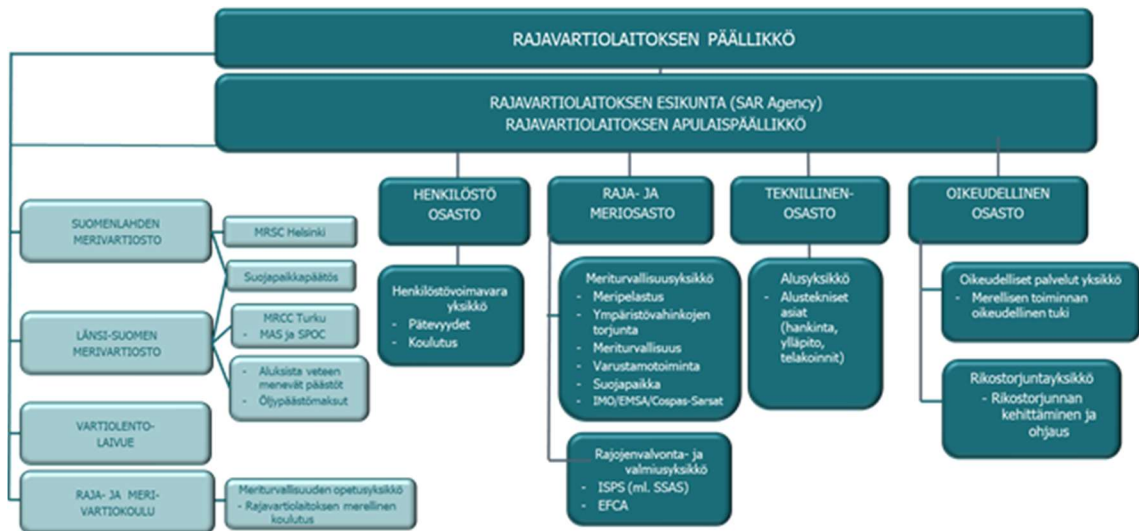 RAJAVARTIOLAITOKSEN PÄÄLLIKKÖ
RAJAVARTIOLAITOKSEN ESIKUNTA (SAR Agency)
RAJAVARTIOLAITOKSEN APULAISPÄÄLLIKKÖ
HENKILÖSTÖ
OSASTO
RAJA- JA
MERIOSASTO
TEKNILLINEN-
OSASTO
OIKEUDELLINEN
OSASTO
SUOMENLAHDEN
MERIVARTIOSTO
MRSC Helsinki
Suojapaikkapäätös
LÄNSI-SUOMEN
MERIVARTIOSTO
MRCC Turku
- MAS ja SPOC
- Aluksista veteen
menevät päästöt
- Öljypäästömaksut
VARTIOLENTO-
LAIVUE
RAJA- JA MERI-
VARTIOKOULU
Meriturvallisuuden opetusyksikkö
- Rajavartiolaitoksen merellinen
koulutus
Henkilöstövoimavara
yksikkö
- Pätevyydet
- Koulutus
Meriturvallisuusyksikkö
- Meripelastus
- Ympäristövahinkojen
torjunta
- Meriturvallisuus
- Varustamotoiminta
- Suojapaikka
- IMO/EMSA/Cospas-Sarsat
Rajojenvalvonta- ja
valmiusyksikkö
- ISPS (ml. SSAS)
- EFCA
Alusyksikkö
- Alustekniset
asiat
(hankinta,
ylläpito,
telakoinnit)
Oikeudelliset palvelut yksikkö
- Merellisen toiminnan
oikeudellinen tuki
Rikostorjuntayksikkö
- Rikostorjunnan
kehittäminen ja
ohjaus